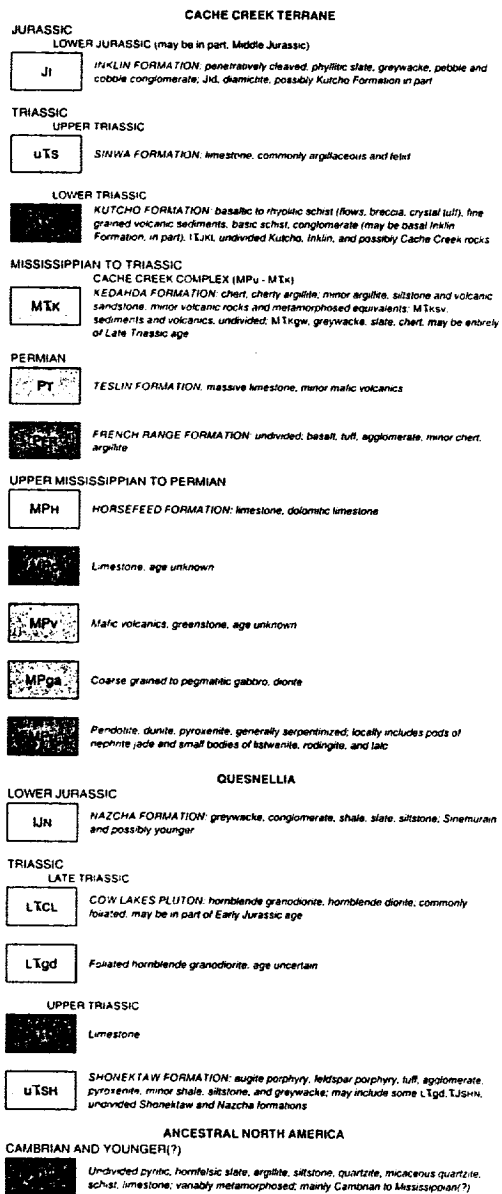 CACHE CREEK TERRANE
JURASSIC
LOWER JURASSIC (may be in part, Middle Jurassic)
JI
INKLIN FORMATION: penetratively cleaved, phyllitic slate, greywacke, pebble and
cobble conglomerate; JId, diamictite, possibly Kutcho Formation in part
TRIASSIC
UPPER TRIASSIC
uTS
SINWA FORMATION: limestone, commonly argillaceous and fetid
LOWER TRIASSIC
KUTCHO FORMATION: basaltic to rhyolitic schist (flows, breccia, crystal tuff), fine
grained volcanic sediments, basic schist, conglomerate (may be basal Inklin
Formation, in part). lTJKI, undivided Kutcho, Inklin, and possibly Cache Creek rocks
MISSISSIPPIAN TO TRIASSIC
CACHE CREEK COMPLEX (MPu - MTK)
MTK
KEDAHDA FORMATION: chert, cherty argillite; minor argillite, siltstone and volcanic
sandstone, minor volcanic rocks and metamorphosed equivalents; MTKsv,
sediments and volcanics, undivided; MTKgw, greywacke, slate, chert, may be entirely
of Late Triassic age
PERMIAN
PT
TESLIN FORMATION, massive limestone, minor mafic volcanics
PFR
FRENCH RANGE FORMATION: undivided; basalt, tuff, agglomerate, minor chert,
argillite
UPPER MISSISSIPPIAN TO PERMIAN
MPH
HORSEFEED FORMATION: limestone, dolomitic limestone
Limestone, age unknown
MPv
Mafic volcanics, greenstone, age unknown
MPga
Coarse grained to pegmatitic gabbro, diorite
Peridotite, dunite, pyroxenite, generally serpentinized; locally includes pods of
nephrite jade and small bodies of listwanite, rodingite, and talc
QUESNELLIA
LOWER JURASSIC
lJN
NAZCHA FORMATION: greywacke, conglomerate, shale, slate, siltstone; Sinemurain
and possibly younger
TRIASSIC
LATE TRIASSIC
LTCL
COW LAKES PLUTON: hornblende granodiorite, hornblende diorite; commonly
foliated, may be in part of Early Jurassic age
LTgd
Foliated hornblende granodiorite, age uncertain
UPPER TRIASSIC
Limestone
uTSH
SHONEKTAW FORMATION: augite porphyry, feldspar porphyry, tuff, agglomerate,
pyroxenite, minor shale, siltstone, and greywacke; may include some LTgd. TJSHN,
undivided Shonektaw and Nazcha formations
ANCESTRAL NORTH AMERICA
CAMBRIAN AND YOUNGER(?)
Undivided pyritic, hornfelsic slate, argillite, siltstone, quartzite, micaceous quartzite,
schist, limestone; variably metamorphosed; mainly Cambrian to Mississippian(?)